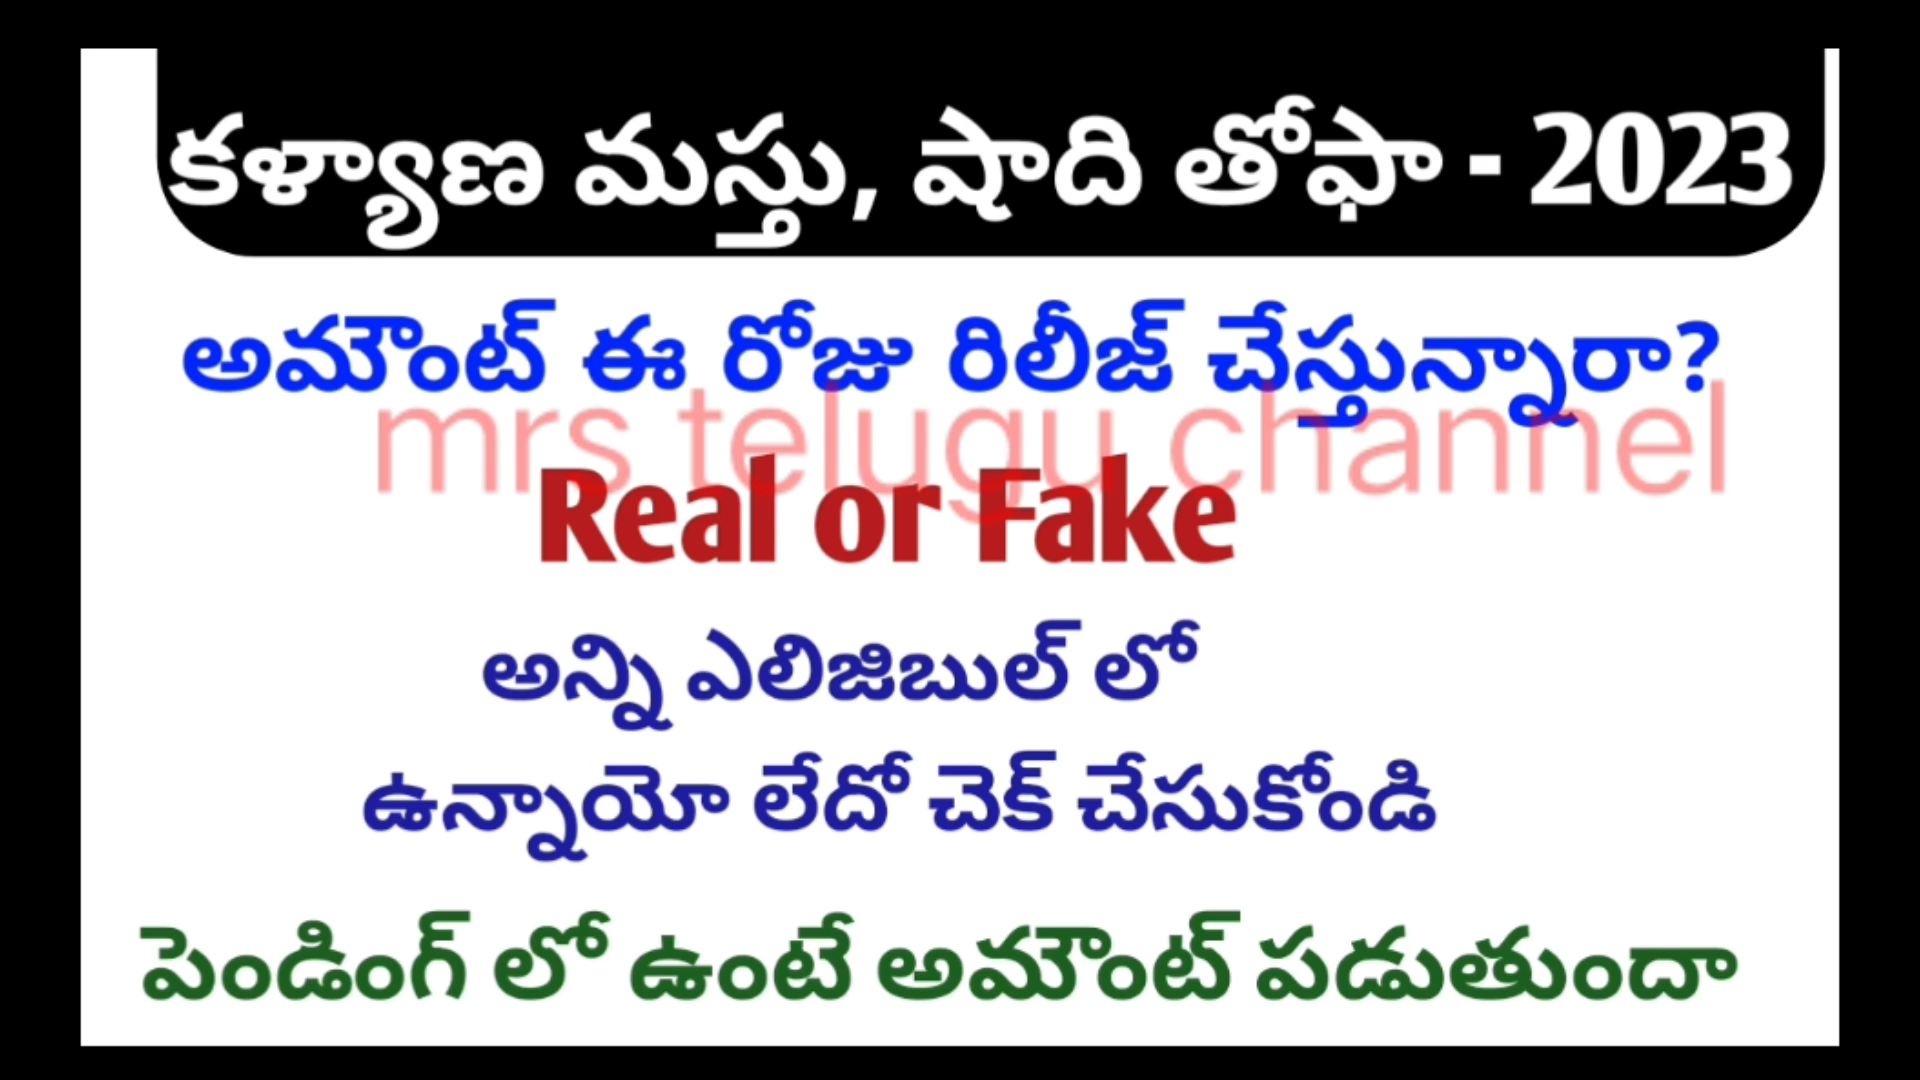 కళ్యాణ మస్తు, షాది తోఫా - 2023
అమౌంట్ ఈ రోజు రిలీజ్ చేస్తున్నారా?
mrs telugu channel
Real or Fake
అన్ని ఎలిజిబుల్ లో
ఉన్నాయో లేదో చెక్ చేసుకోండి
పెండింగ్ లో ఉంటే అమౌంట్ పడుతుందా